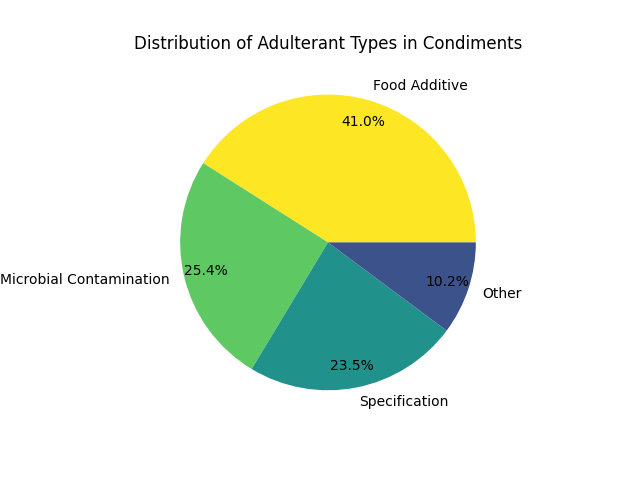 Distribution of Adulterant Types in Condiments
Food Additive
41.0%
Microbial Contamination
25.4%
10.2%
Other
23.5%
Specification